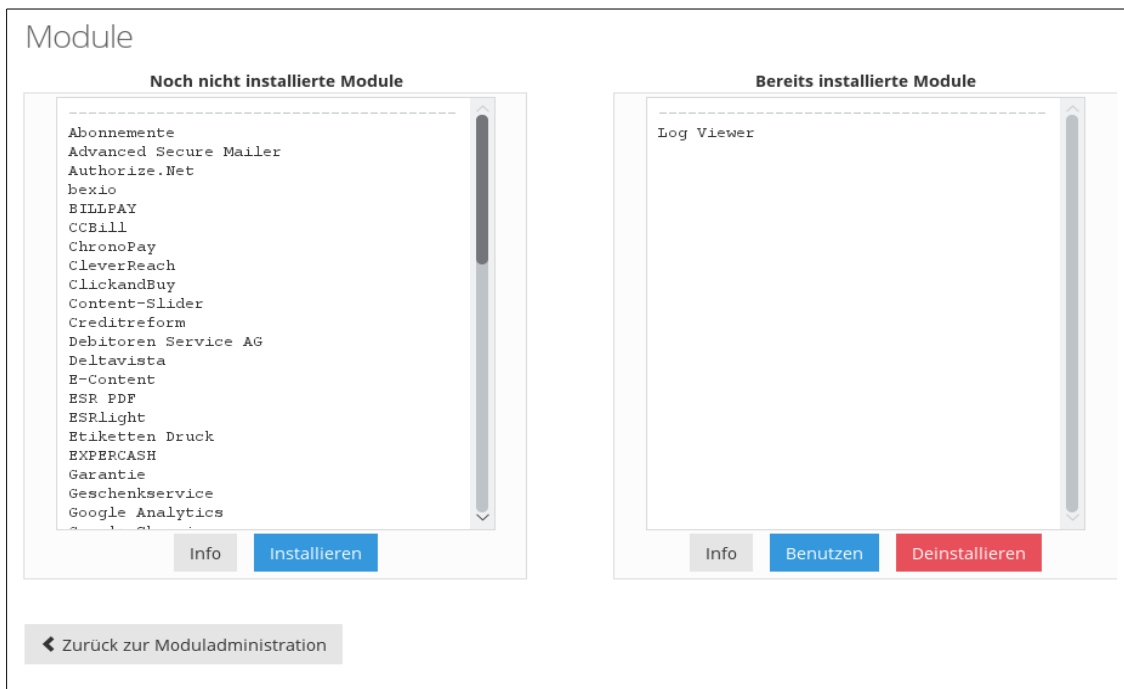 Module
Noch nicht installierte Module
Abonnemente
Advanced Secure Mailer
Authorize.Net
bexio
BILLPAY
CCBill
ChronoPay
CleverReach
ClickandBuy
Content-Slider
Creditreform
Debitoren Service AG
Deltavista
E-Content
ESR PDF
ESRlight
Etiketten Druck
EXPERCASH
Garantie
Geschenkservice
Google Analytics
Info
Installieren
Bereits installierte Module
Log Viewer
Info
Benutzen
Deinstallieren
Zurück zur Moduladministration